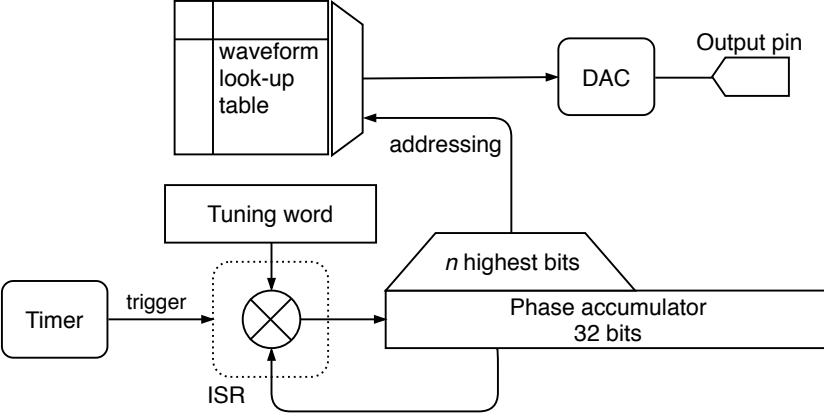 waveform
look-up
table
DAC
Output pin
addressing
Tuning word
n highest bits
Timer
trigger
Phase accumulator
32 bits
ISR